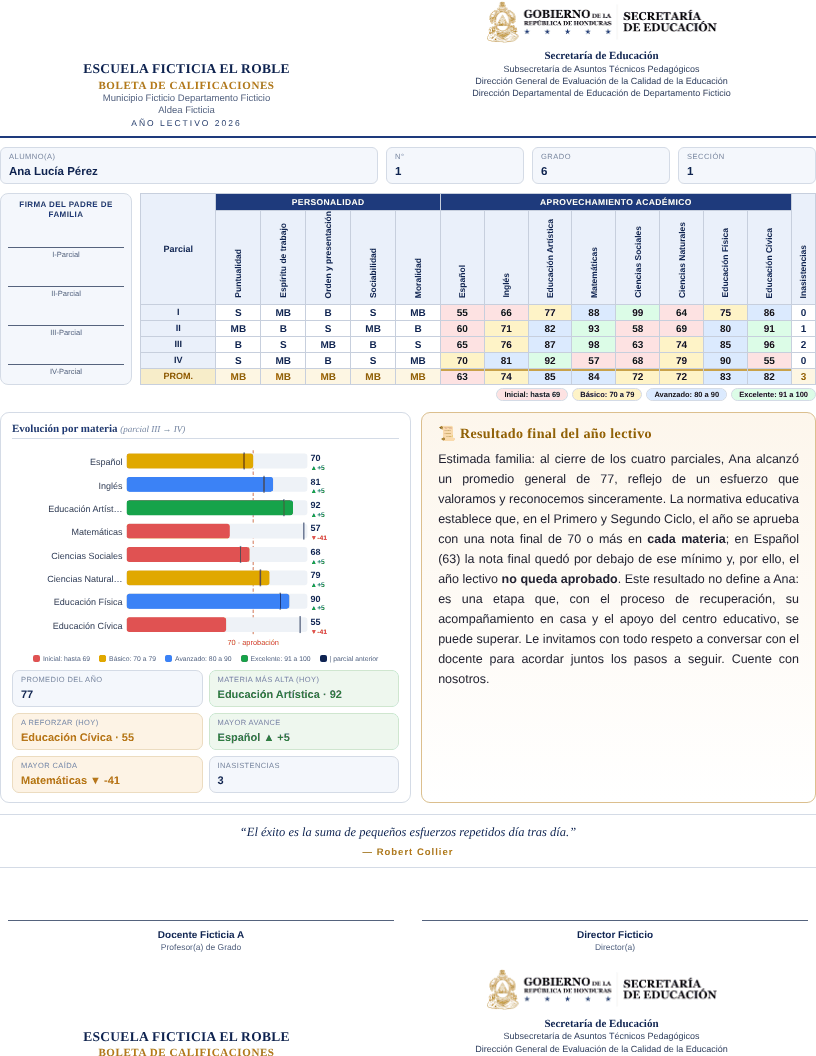 GOBIERNO DE LA
REPÚBLICA DE HONDURAS
SECRETARÍA
DE EDUCACIÓN
ESCUELA FICTICIA EL ROBLE
BOLETA DE CALIFICACIONES
Municipio Ficticio Departamento Ficticio
Aldea Ficticia
AÑO LECTIVO 2026
Secretaría de Educación
Subsecretaría de Asuntos Técnicos Pedagógicos
Dirección General de Evaluación de la Calidad de la Educación
Dirección Departamental de Educación de Departamento Ficticio
ALUMNO(A)
Ana Lucía Pérez
N°
1
GRADO
6
SECCIÓN
1
FIRMA DEL PADRE DE
FAMILIA
I-Parcial
II-Parcial
III-Parcial
IV-Parcial
PERSONALIDAD APROVECHAMIENTO ACADÉMICO
Parcial Puntualidad Espíritu de trabajo Orden y presentación Sociabilidad Moralidad Español Inglés Educación Artística Matemáticas Ciencias Sociales Ciencias Naturales Educación Física Educación Cívica Inasistencias
I S MB B S MB 55 66 77 88 99 64 75 86 0
II MB B S MB B 60 71 82 93 58 69 80 91 1
III B S MB B S 65 76 87 98 63 74 85 96 2
IV S MB B S MB 70 81 92 57 68 79 90 55 0
PROM. MB MB MB MB MB 63 74 85 84 72 72 83 82 3
Inicial: hasta 69 Básico: 70 a 79 Avanzado: 80 a 90 Excelente: 91 a 100
Evolución por materia (parcial III → IV)
Español 70
▲+5
Inglés 81
▲+5
Educación Artíst… 92
▲+5
Matemáticas 57
▼-41
Ciencias Sociales 68
▲+5
Ciencias Natural… 79
▲+5
Educación Física 90
▲+5
Educación Cívica 55
▼-41
70 - aprobación
Inicial: hasta 69 Básico: 70 a 79 Avanzado: 80 a 90 Excelente: 91 a 100 | parcial anterior
PROMEDIO DEL AÑO
77
MATERIA MÁS ALTA (HOY)
Educación Artística · 92
A REFORZAR (HOY)
Educación Cívica · 55
MAYOR AVANCE
Español ▲ +5
MAYOR CAÍDA
Matemáticas ▼ -41
INASISTENCIAS
3
📜 Resultado final del año lectivo
Estimada familia: al cierre de los cuatro parciales, Ana alcanzó
un promedio general de 77, reflejo de un esfuerzo que
valoramos y reconocemos sinceramente. La normativa educativa
establece que, en el Primero y Segundo Ciclo, el año se aprueba
con una nota final de 70 o más en cada materia; en Español
(63) la nota final quedó por debajo de ese mínimo y, por ello, el
año lectivo no queda aprobado. Este resultado no define a Ana:
es una etapa que, con el proceso de recuperación, su
acompañamiento en casa y el apoyo del centro educativo, se
puede superar. Le invitamos con todo respeto a conversar con el
docente para acordar juntos los pasos a seguir. Cuente con
nosotros.
“El éxito es la suma de pequeños esfuerzos repetidos día tras día.”
— Robert Collier
Docente Ficticia A
Profesor(a) de Grado
Director Ficticio
Director(a)
GOBIERNO DE LA
REPÚBLICA DE HONDURAS
SECRETARÍA
DE EDUCACIÓN
ESCUELA FICTICIA EL ROBLE
BOLETA DE CALIFICACIONES
Secretaría de Educación
Subsecretaría de Asuntos Técnicos Pedagógicos
Dirección General de Evaluación de la Calidad de la Educación